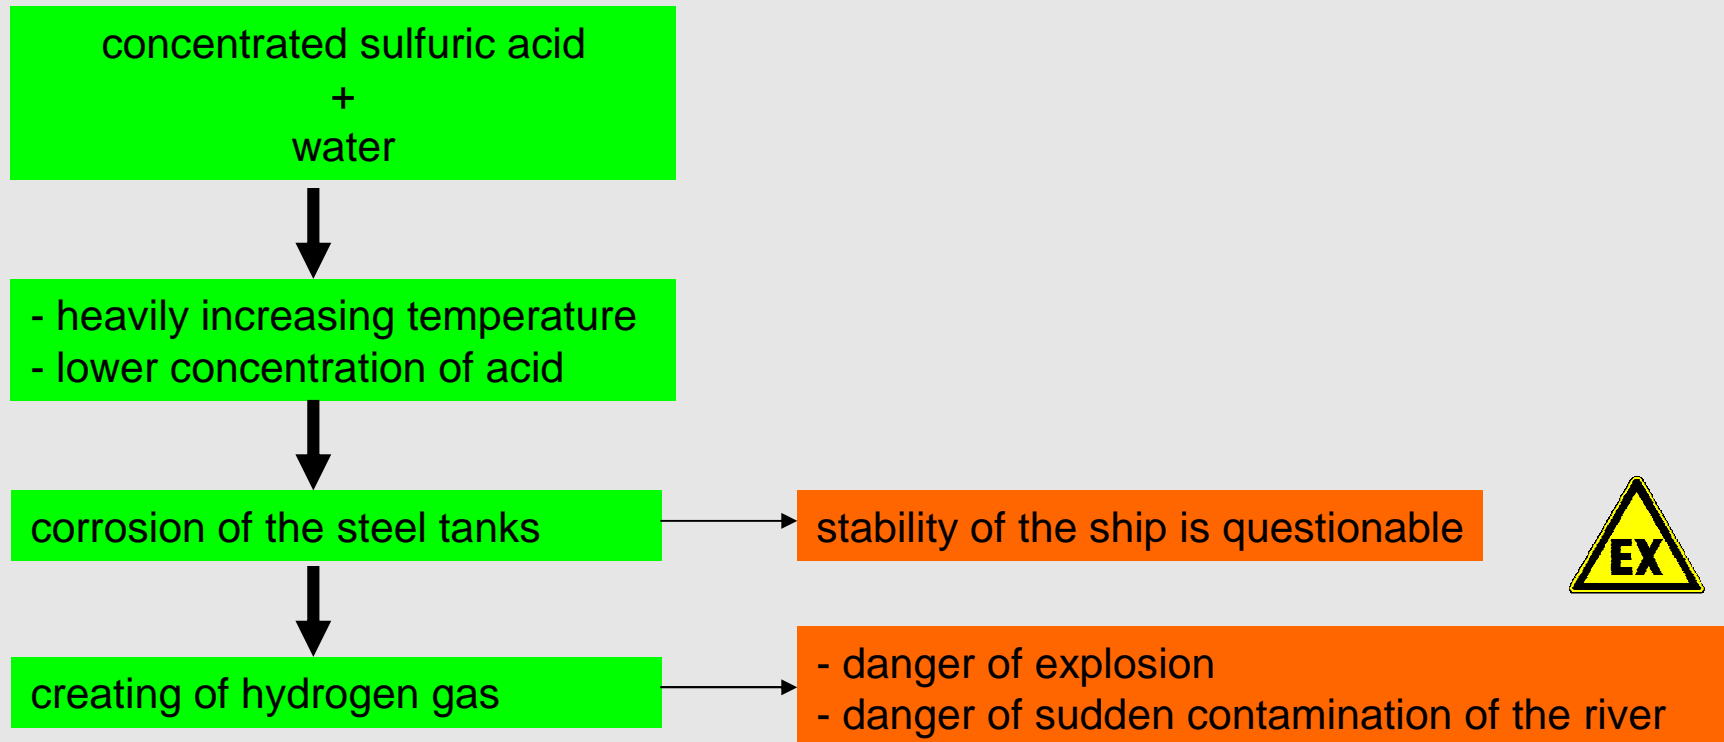 concentrated sulfuric acid
+
water
- heavily increasing temperature
- lower concentration of acid
corrosion of the steel tanks
stability of the ship is questionable
EX
creating of hydrogen gas
- danger of explosion
- danger of sudden contamination of the river